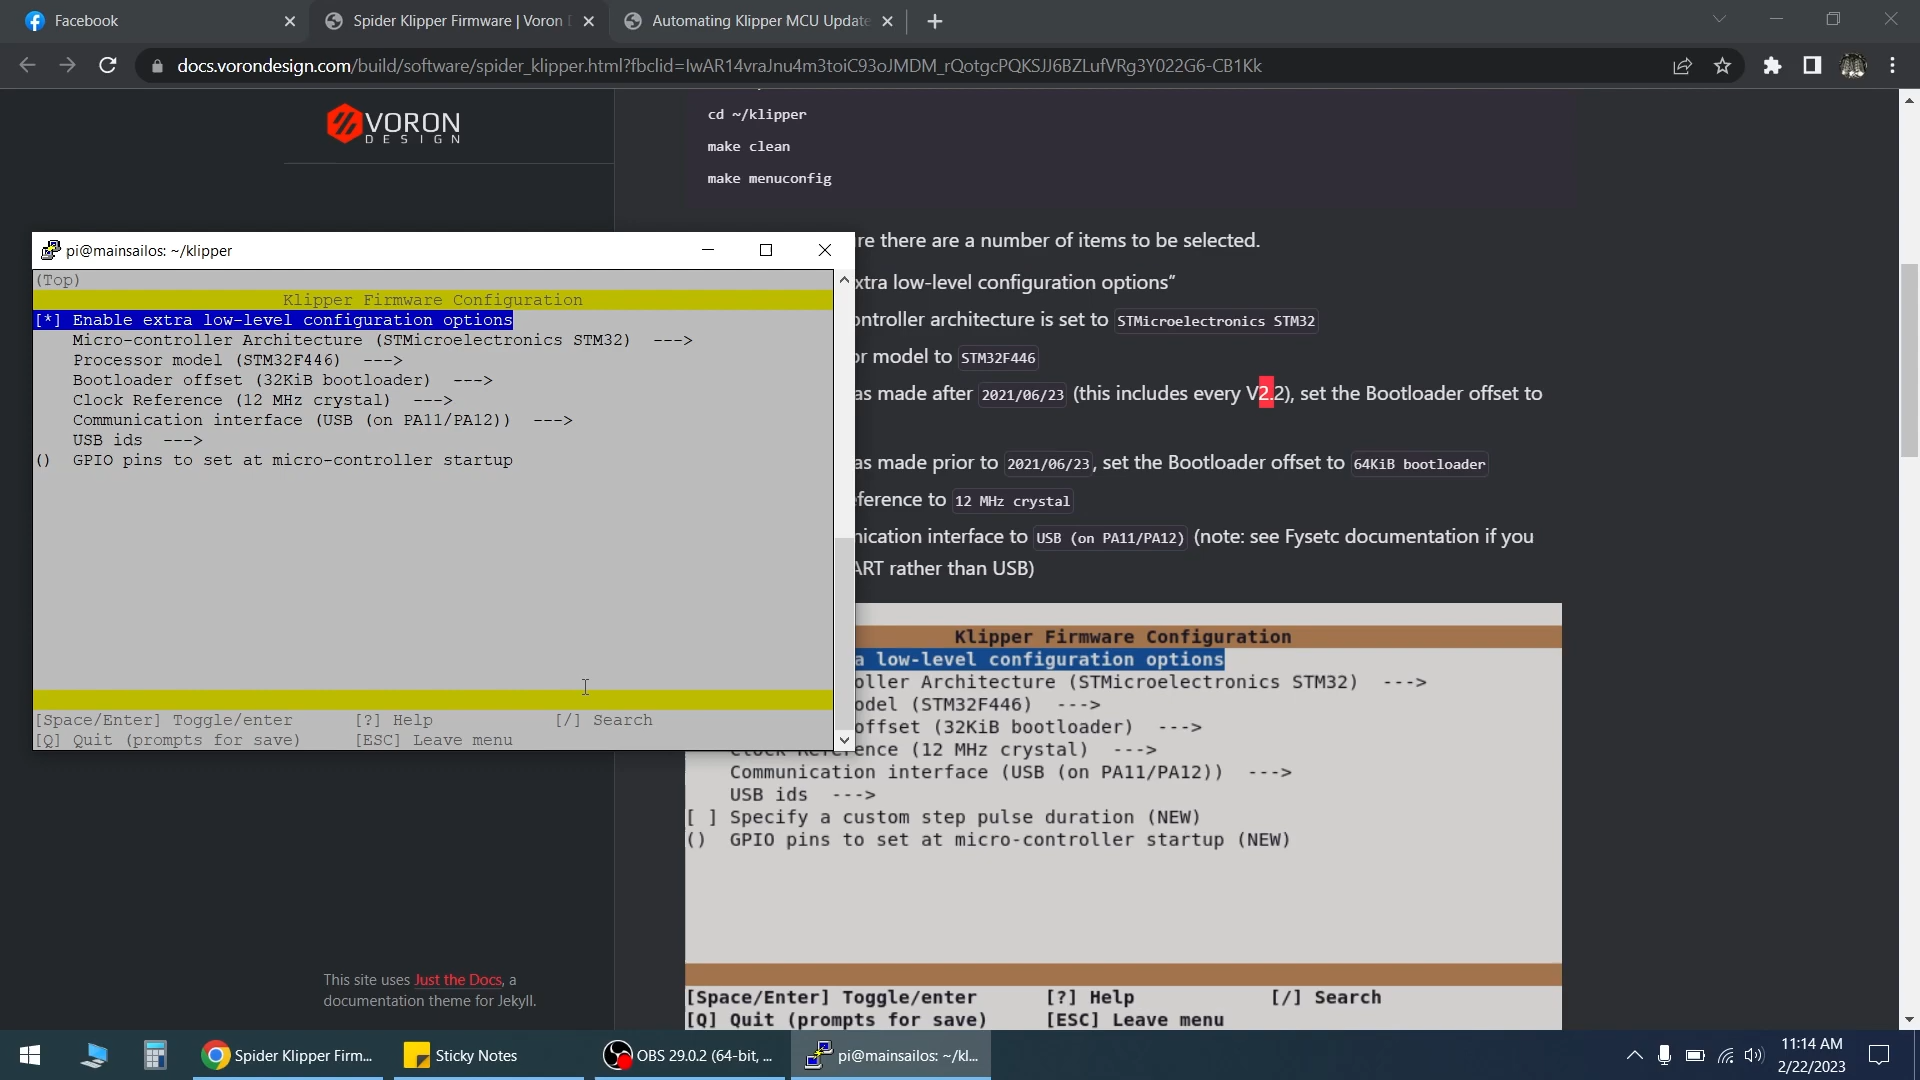 Facebook
Spider Klipper Firmware | Voron
Automating Klipper MCU Update
docs.vorondesign.com/build/software/spider_klipper.html?fbclid=IwAR14vraJnu4m3toiC93oJMDM_rQotgcPQKSJJ6BZLufVRg3Y022G6-CB1Kk
VORON
DESIGN
cd ~/klipper
make clean
make menuconfig
re there are a number of items to be selected.
xtra low-level configuration options”
ontroller architecture is set to STMicroelectronics STM32
or model to STM32F446
as made after 2021/06/23 (this includes every V2.2), set the Bootloader offset to
as made prior to 2021/06/23, set the Bootloader offset to 64KiB bootloader
ference to 12 MHz crystal
nication interface to USB (on PA11/PA12) (note: see Fysetc documentation if you
ART rather than USB)
pi@mainsailos: ~/klipper
(Top)
Klipper Firmware Configuration
[*] Enable extra low-level configuration options
Micro-controller Architecture (STMicroelectronics STM32) --->
Processor model (STM32F446) --->
Bootloader offset (32KiB bootloader) --->
Clock Reference (12 MHz crystal) --->
Communication interface (USB (on PA11/PA12)) --->
USB ids --->
() GPIO pins to set at micro-controller startup
[Space/Enter] Toggle/enter [?] Help [/] Search
[Q] Quit (prompts for save) [ESC] Leave menu
Klipper Firmware Configuration
a low-level configuration options
oller Architecture (STMicroelectronics STM32) --->
odel (STM32F446) --->
offset (32KiB bootloader) --->
Clock Reference (12 MHz crystal) --->
Communication interface (USB (on PA11/PA12)) --->
USB ids --->
[ ] Specify a custom step pulse duration (NEW)
() GPIO pins to set at micro-controller startup (NEW)
[Space/Enter] Toggle/enter [?] Help [/] Search
[Q] Quit (prompts for save) [ESC] Leave menu
This site uses Just the Docs, a
documentation theme for Jekyll.
Spider Klipper Firm...
Sticky Notes
OBS 29.0.2 (64-bit, ...
pi@mainsailos: ~/kl...
11:14 AM
2/22/2023